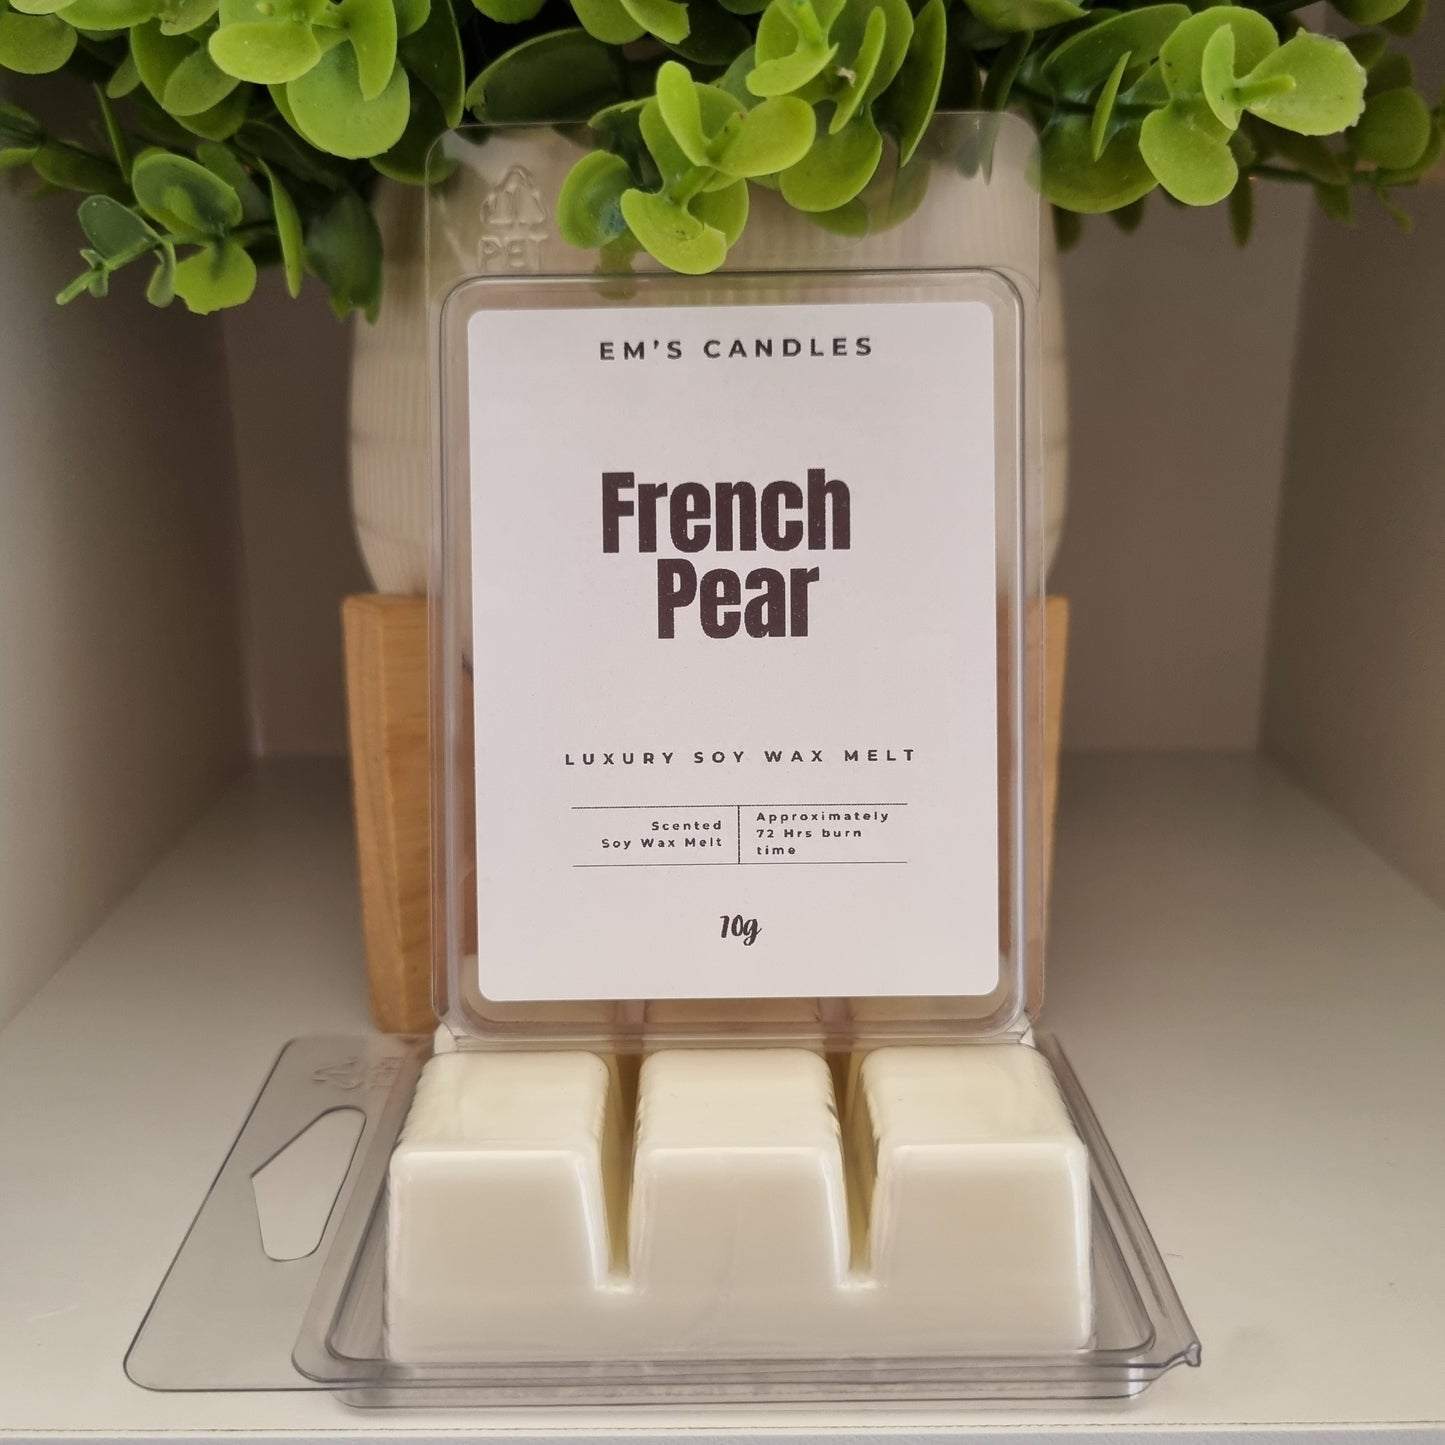 PET
EM'S CANDLES
French
Pear
LUXURY SOY WAX MELT
Scented
Soy Wax Melt
Approximately
72 Hrs burn
time
70g